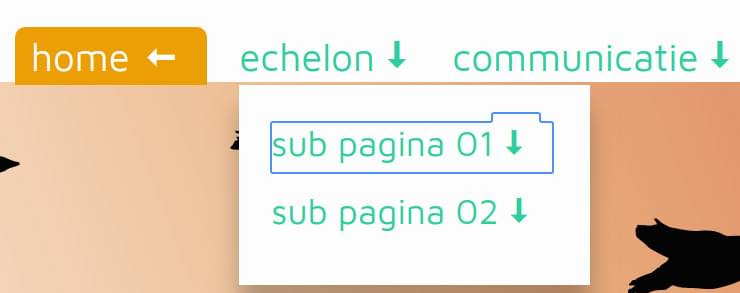 home ← echelon ↓ communicatie ↓
sub pagina 01 ↓
sub pagina 02 ↓